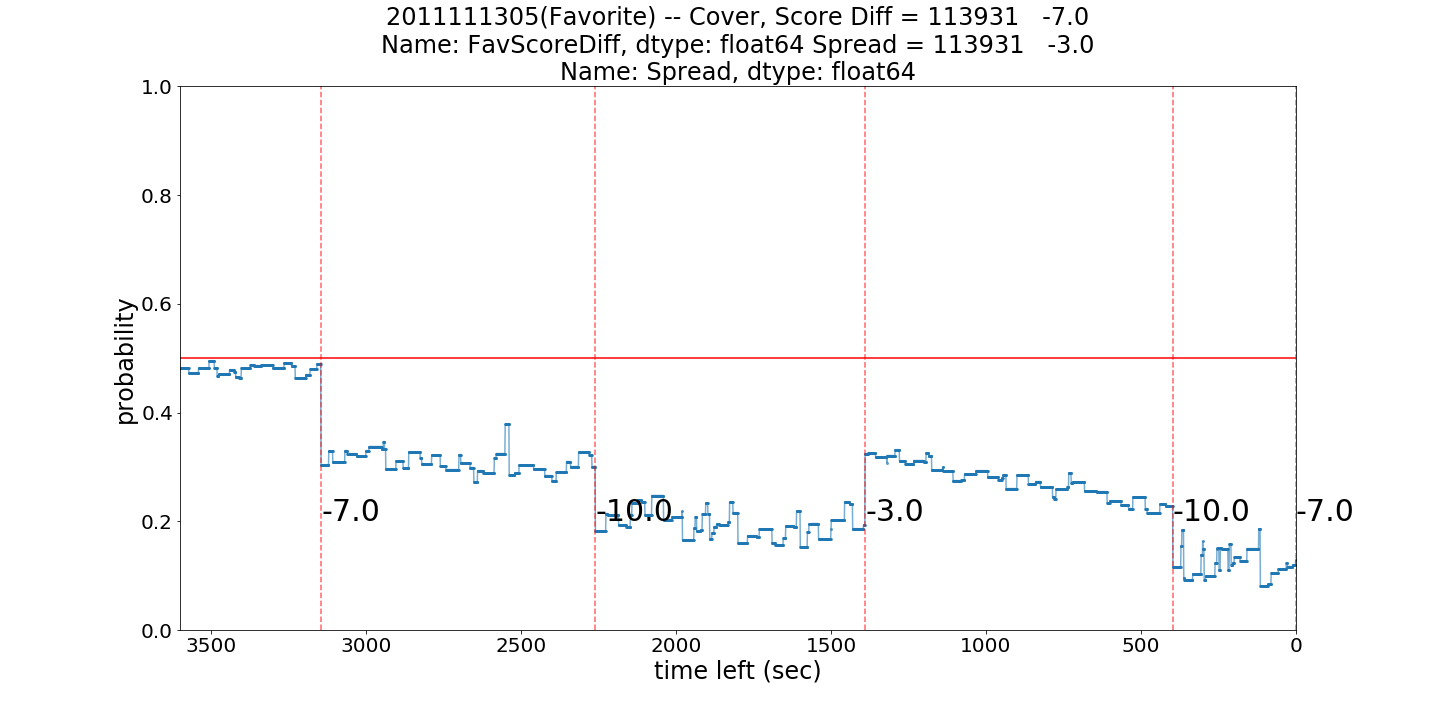 2011111305(Favorite) -- Cover, Score Diff = 113931   -7.0
Name: FavScoreDiff, dtype: float64 Spread = 113931   -3.0
Name: Spread, dtype: float64
1.0
0.8
0.6
0.4
0.2
0.0
probability
-7.0
-10.0
-3.0
-10.0
-7.0
3500 3000 2500 2000 1500 1000 500 0
time left (sec)